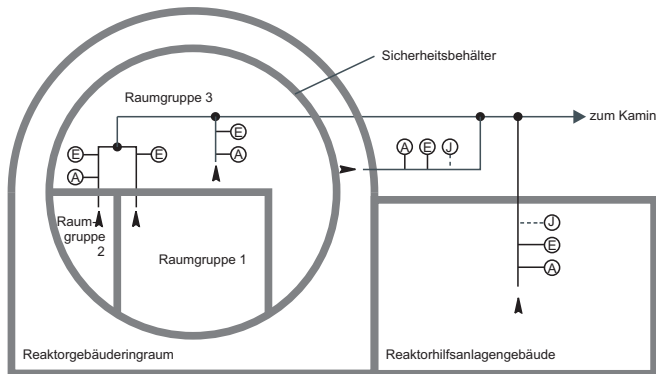 Sicherheitsbehälter
Raumgruppe 3
zum Kamin
E
A
E
J
E
E
A
A
A
Raum-
gruppe
2
Raumgruppe 1
J
E
A
Reaktorgebäuderingraum
Reaktorhilfsanlagengebäude